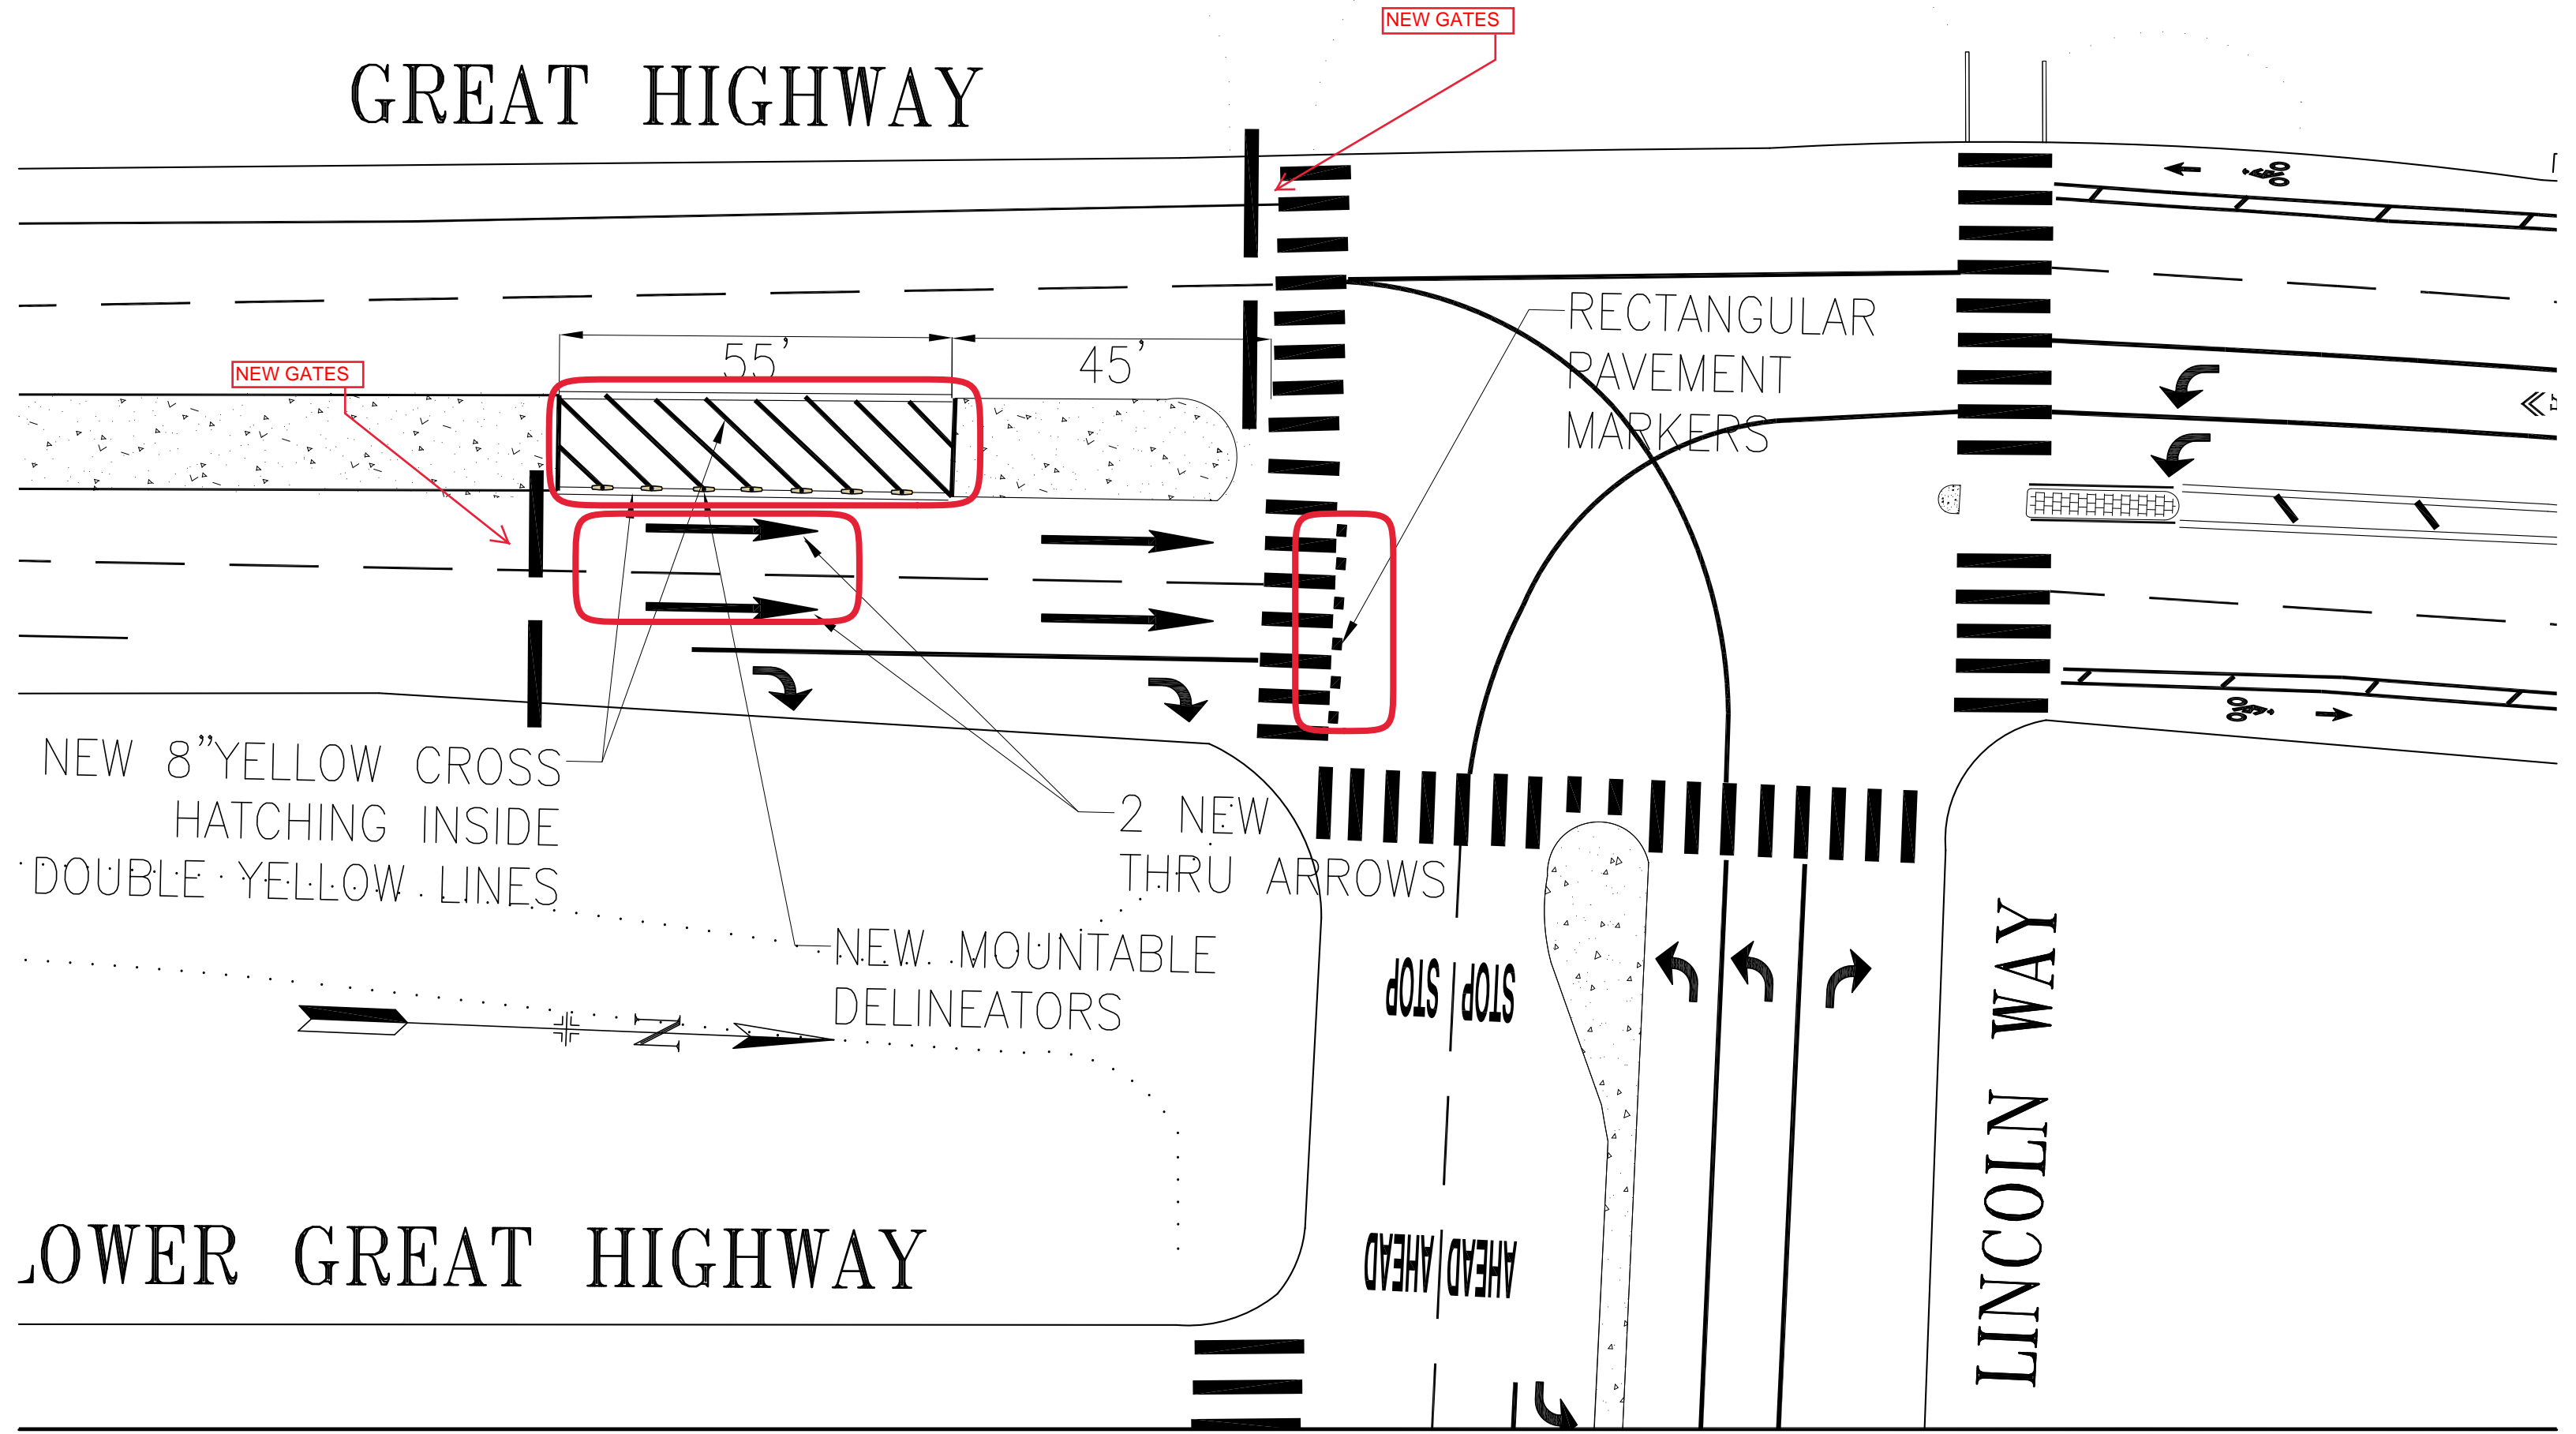 NEW GATES
GREAT HIGHWAY
55’
45’
NEW GATES
RECTANGULAR
PAVEMENT
MARKERS
NEW 8”YELLOW CROSS
HATCHING INSIDE
DOUBLE YELLOW LINES
2 NEW
THRU ARROWS
NEW MOUNTABLE
DELINEATORS
N
STOP STOP
AHEAD AHEAD
LINCOLN WAY
LOWER GREAT HIGHWAY